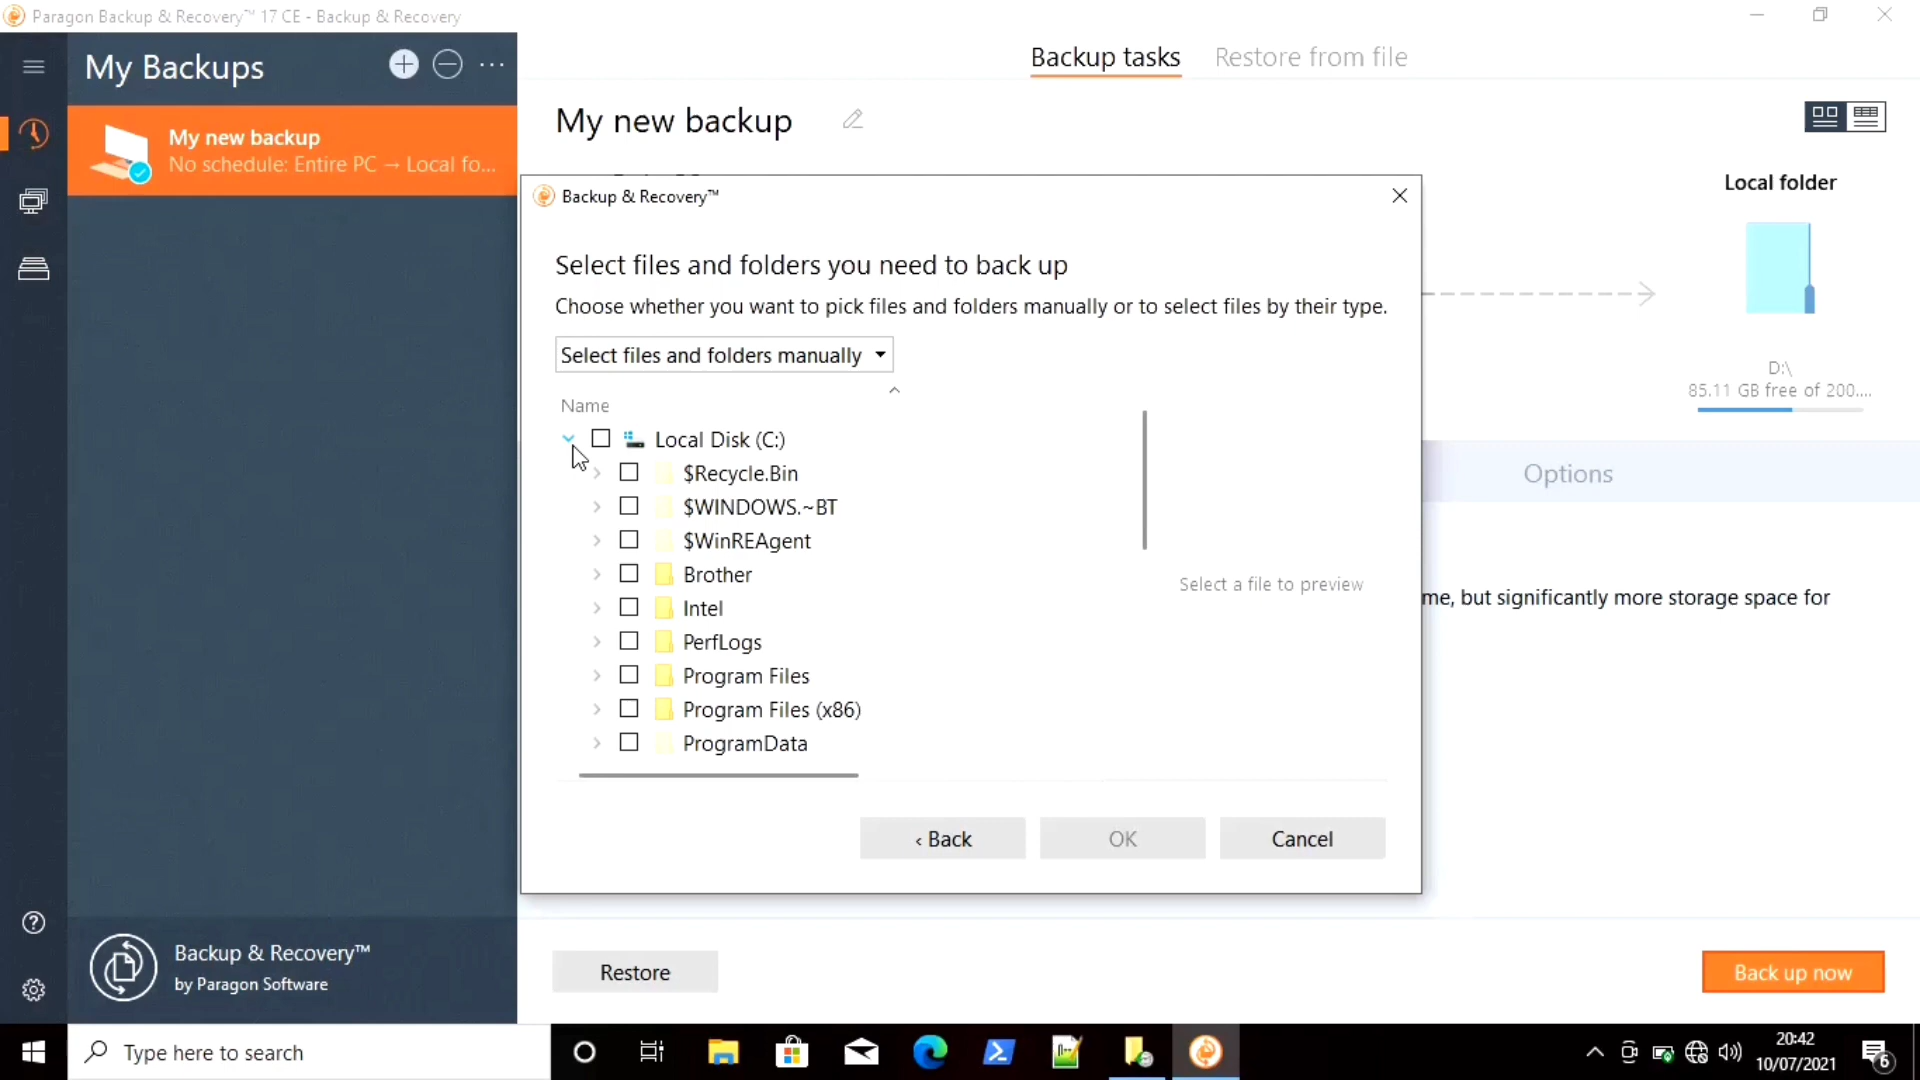 Paragon Backup & Recovery™ 17 CE - Backup & Recovery
My Backups
My new backup
No schedule: Entire PC → Local fo...
Backup & Recovery™
by Paragon Software
Backup tasks
Restore from file
My new backup
Local folder
D:\
85.11 GB free of 200....
Options
me, but significantly more storage space for
Backup & Recovery™
Select files and folders you need to back up
Choose whether you want to pick files and folders manually or to select files by their type.
Select files and folders manually
Name
Local Disk (C:)
$Recycle.Bin
$WINDOWS.~BT
$WinREAgent
Brother
Intel
PerfLogs
Program Files
Program Files (x86)
ProgramData
Select a file to preview
‹ Back
OK
Cancel
Restore
Back up now
Type here to search
20:42
10/07/2021
6